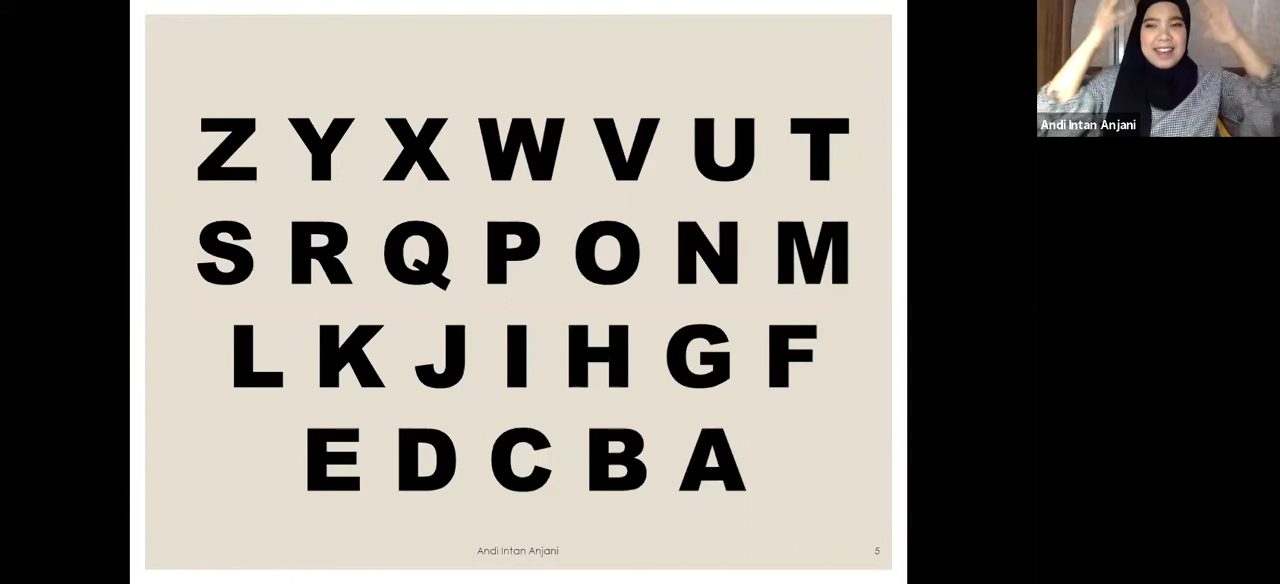 Z Y X W V U T
S R Q P O N M
L K J I H G F
E D C B A
Andi Intan Anjani
5
Andi Intan Anjani